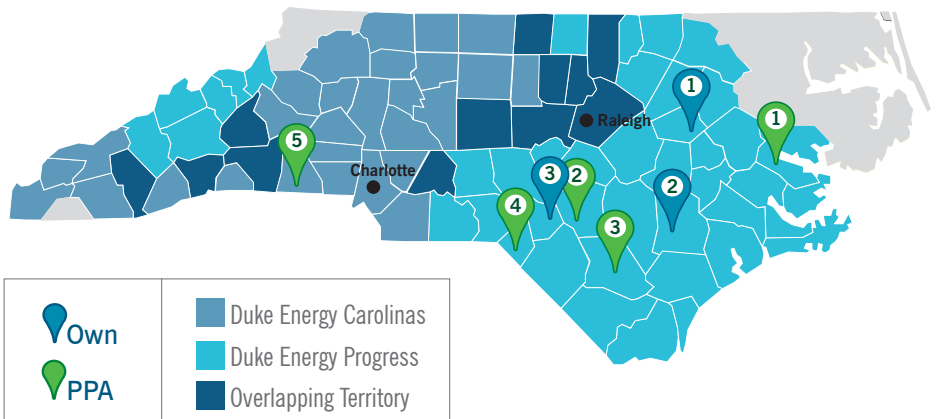 1
1
Raleigh
5
Charlotte
3
2
2
4
3
Own
PPA
Duke Energy Carolinas
Duke Energy Progress
Overlapping Territory